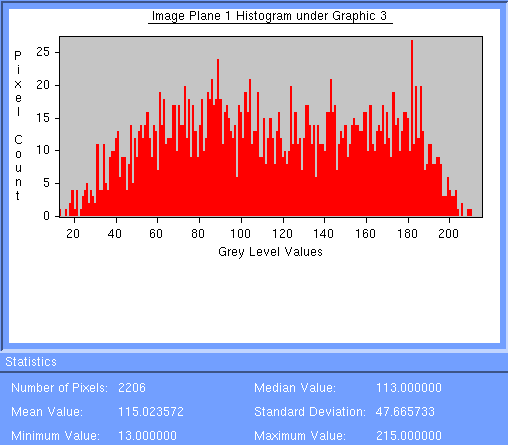 Image Plane 1 Histogram under Graphic 3
Pixel Count
25
20
15
10
5
0
20 40 60 80 100 120 140 160 180 200
Grey Level Values
Statistics
Number of Pixels: 2206 Median Value: 113.000000
Mean Value: 115.023572 Standard Deviation: 47.665733
Minimum Value: 13.000000 Maximum Value: 215.000000